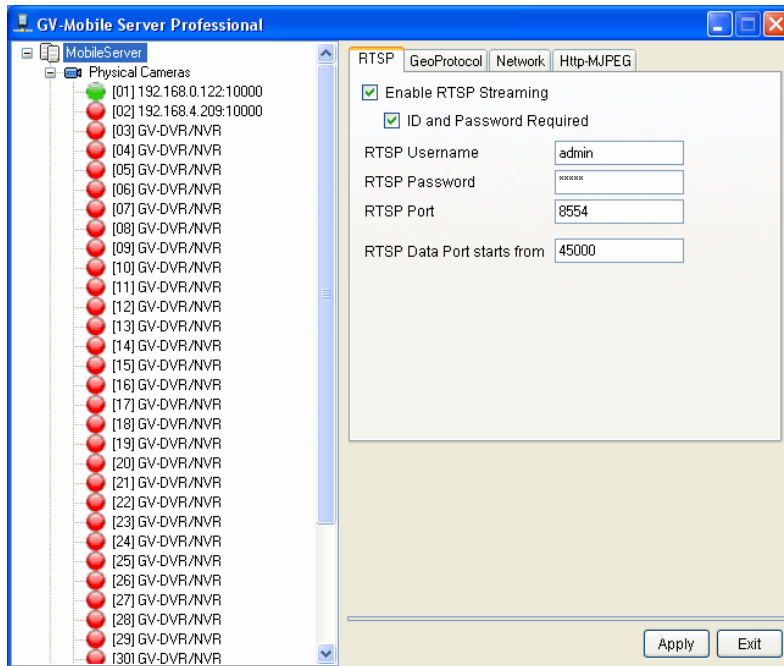 GV-Mobile Server Professional
MobileServer
Physical Cameras
[01] 192.168.0.122:10000
[02] 192.168.4.209:10000
[03] GV-DVR/NVR
[04] GV-DVR/NVR
[05] GV-DVR/NVR
[06] GV-DVR/NVR
[07] GV-DVR/NVR
[08] GV-DVR/NVR
[09] GV-DVR/NVR
[10] GV-DVR/NVR
[11] GV-DVR/NVR
[12] GV-DVR/NVR
[13] GV-DVR/NVR
[14] GV-DVR/NVR
[15] GV-DVR/NVR
[16] GV-DVR/NVR
[17] GV-DVR/NVR
[18] GV-DVR/NVR
[19] GV-DVR/NVR
[20] GV-DVR/NVR
[21] GV-DVR/NVR
[22] GV-DVR/NVR
[23] GV-DVR/NVR
[24] GV-DVR/NVR
[25] GV-DVR/NVR
[26] GV-DVR/NVR
[27] GV-DVR/NVR
[28] GV-DVR/NVR
[29] GV-DVR/NVR
[30] GV-DVR/NVR
RTSP GeoProtocol Network Http-MJPEG
Enable RTSP Streaming
ID and Password Required
RTSP Username admin
RTSP Password *****
RTSP Port 8554
RTSP Data Port starts from 45000
Apply Exit